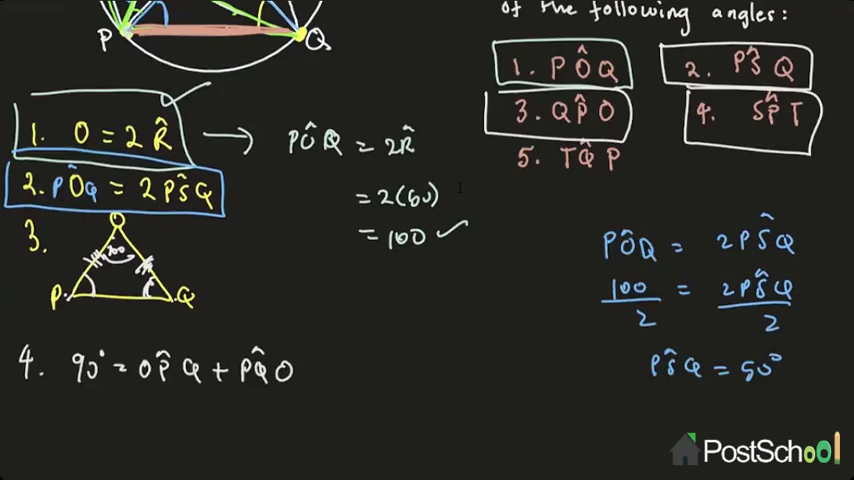 of the following angles:
P Q
1. PÔQ
2. PŜQ
3. QP̂O
4. SP̂T
5. TQ̂P
1. O = 2R̂
PÔQ = 2R̂
= 2(50)
= 100 ✓
2. PÔQ = 2PŜQ
3.
O
100
P Q
4. 90° = OP̂Q + PQ̂O
PÔQ = 2PŜQ
100/2 = 2PŜQ/2
PŜQ = 50°
PostSchool